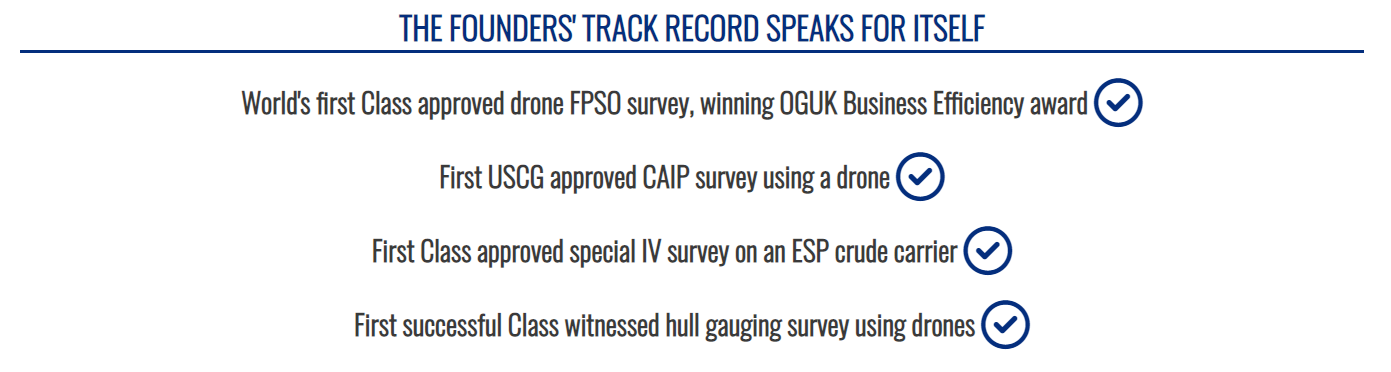 THE FOUNDERS' TRACK RECORD SPEAKS FOR ITSELF
World's first Class approved drone FPSO survey, winning OGUK Business Efficiency award
First USCG approved CAIP survey using a drone
First Class approved special IV survey on an ESP crude carrier
First successful Class witnessed hull gauging survey using drones